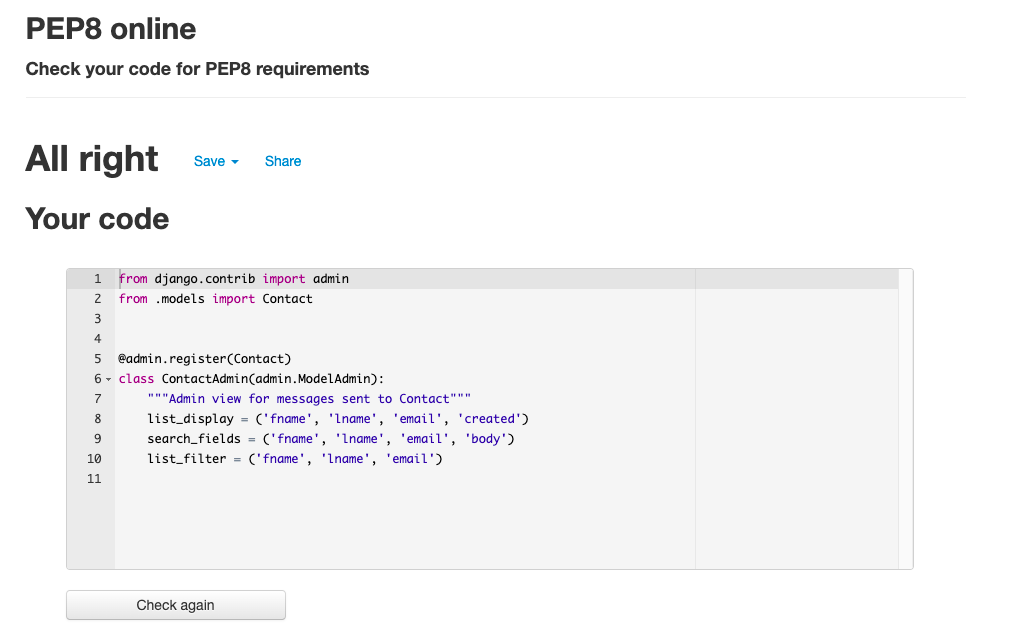 PEP8 online
Check your code for PEP8 requirements
All right Save Share
Your code
1 from django.contrib import admin
2 from .models import Contact
3
4
5 @admin.register(Contact)
6 class ContactAdmin(admin.ModelAdmin):
7 """Admin view for messages sent to Contact"""
8 list_display = ('fname', 'lname', 'email', 'created')
9 search_fields = ('fname', 'lname', 'email', 'body')
10 list_filter = ('fname', 'lname', 'email')
11
Check again